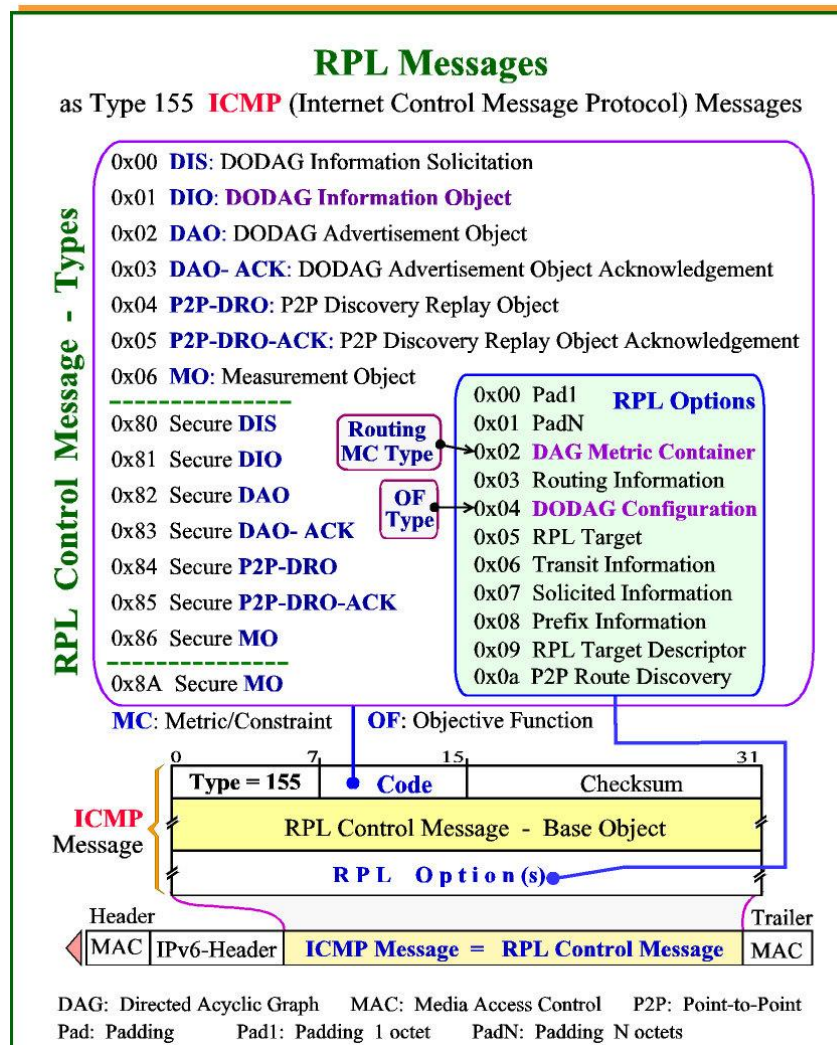 RPL Messages
as Type 155 ICMP (Internet Control Message Protocol) Messages
RPL Control Message - Types
0x00 DIS: DODAG Information Solicitation
0x01 DIO: DODAG Information Object
0x02 DAO: DODAG Advertisement Object
0x03 DAO- ACK: DODAG Advertisement Object Acknowledgement
0x04 P2P-DRO: P2P Discovery Replay Object
0x05 P2P-DRO-ACK: P2P Discovery Replay Object Acknowledgement
0x06 MO: Measurement Object
0x80 Secure DIS
0x81 Secure DIO
0x82 Secure DAO
0x83 Secure DAO- ACK
0x84 Secure P2P-DRO
0x85 Secure P2P-DRO-ACK
0x86 Secure MO
0x8A Secure MO
Routing
MC Type
OF
Type
RPL Options
0x00 Pad1
0x01 PadN
0x02 DAG Metric Container
0x03 Routing Information
0x04 DODAG Configuration
0x05 RPL Target
0x06 Transit Information
0x07 Solicited Information
0x08 Prefix Information
0x09 RPL Target Descriptor
0x0a P2P Route Discovery
MC: Metric/Constraint OF: Objective Function
0 7 15 31
Type = 155 Code Checksum
ICMP
Message
RPL Control Message - Base Object
RPL Option(s)
Header Trailer
MAC IPv6-Header ICMP Message = RPL Control Message MAC
DAG: Directed Acyclic Graph MAC: Media Access Control P2P: Point-to-Point
Pad: Padding Pad1: Padding 1 octet PadN: Padding N octets